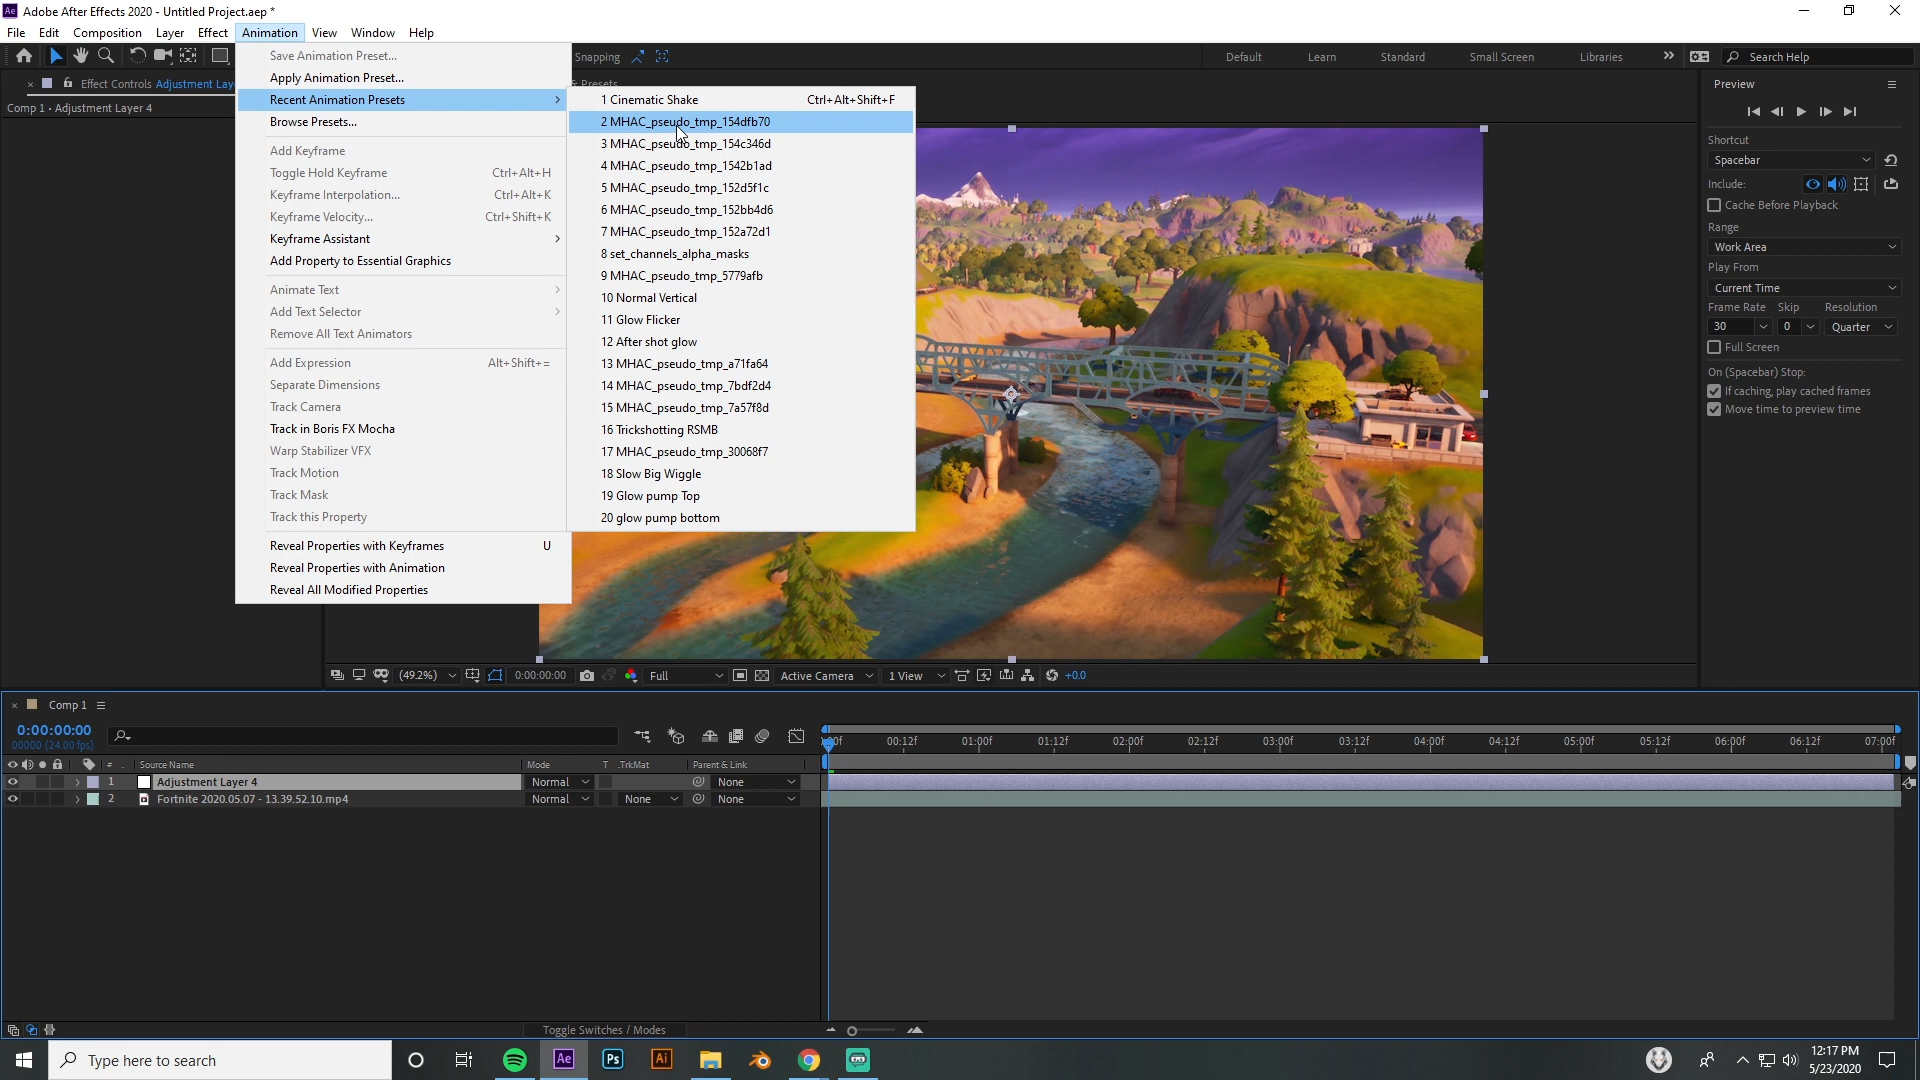 Adobe After Effects 2020 - Untitled Project.aep *
File Edit Composition Layer Effect Animation View Window Help
Snapping
Default Learn Standard Small Screen Libraries Search Help
Effect Controls Adjustment Lay
& Presets
Comp 1 • Adjustment Layer 4
Save Animation Preset...
Apply Animation Preset...
Recent Animation Presets
Browse Presets...
Add Keyframe
Toggle Hold Keyframe Ctrl+Alt+H
Keyframe Interpolation... Ctrl+Alt+K
Keyframe Velocity... Ctrl+Shift+K
Keyframe Assistant
Add Property to Essential Graphics
Animate Text
Add Text Selector
Remove All Text Animators
Add Expression Alt+Shift+=
Separate Dimensions
Track Camera
Track in Boris FX Mocha
Warp Stabilizer VFX
Track Motion
Track Mask
Track this Property
Reveal Properties with Keyframes U
Reveal Properties with Animation
Reveal All Modified Properties
1 Cinematic Shake Ctrl+Alt+Shift+F
2 MHAC_pseudo_tmp_154dfb70
3 MHAC_pseudo_tmp_154c346d
4 MHAC_pseudo_tmp_1542b1ad
5 MHAC_pseudo_tmp_152d5f1c
6 MHAC_pseudo_tmp_152bb4d6
7 MHAC_pseudo_tmp_152a72d1
8 set_channels_alpha_masks
9 MHAC_pseudo_tmp_5779afb
10 Normal Vertical
11 Glow Flicker
12 After shot glow
13 MHAC_pseudo_tmp_a71fa64
14 MHAC_pseudo_tmp_7bdf2d4
15 MHAC_pseudo_tmp_7a57f8d
16 Trickshotting RSMB
17 MHAC_pseudo_tmp_30068f7
18 Slow Big Wiggle
19 Glow pump Top
20 glow pump bottom
Preview
Shortcut
Spacebar
Include:
Cache Before Playback
Range
Work Area
Play From
Current Time
Frame Rate Skip Resolution
30 0 Quarter
Full Screen
On (Spacebar) Stop:
If caching, play cached frames
Move time to preview time
(49.2%) 0:00:00:00 Full Active Camera 1 View +0.0
Comp 1
0:00:00:00
00000 (24.00 fps)
00f 00:12f 01:00f 01:12f 02:00f 02:12f 03:00f 03:12f 04:00f 04:12f 05:00f 05:12f 06:00f 06:12f 07:00f
# Source Name Mode T .TrkMat Parent & Link
1 Adjustment Layer 4 Normal None
2 Fortnite 2020.05.07 - 13.39.52.10.mp4 Normal None None
Toggle Switches / Modes
Type here to search
Ae Ps Ai
12:17 PM
5/23/2020